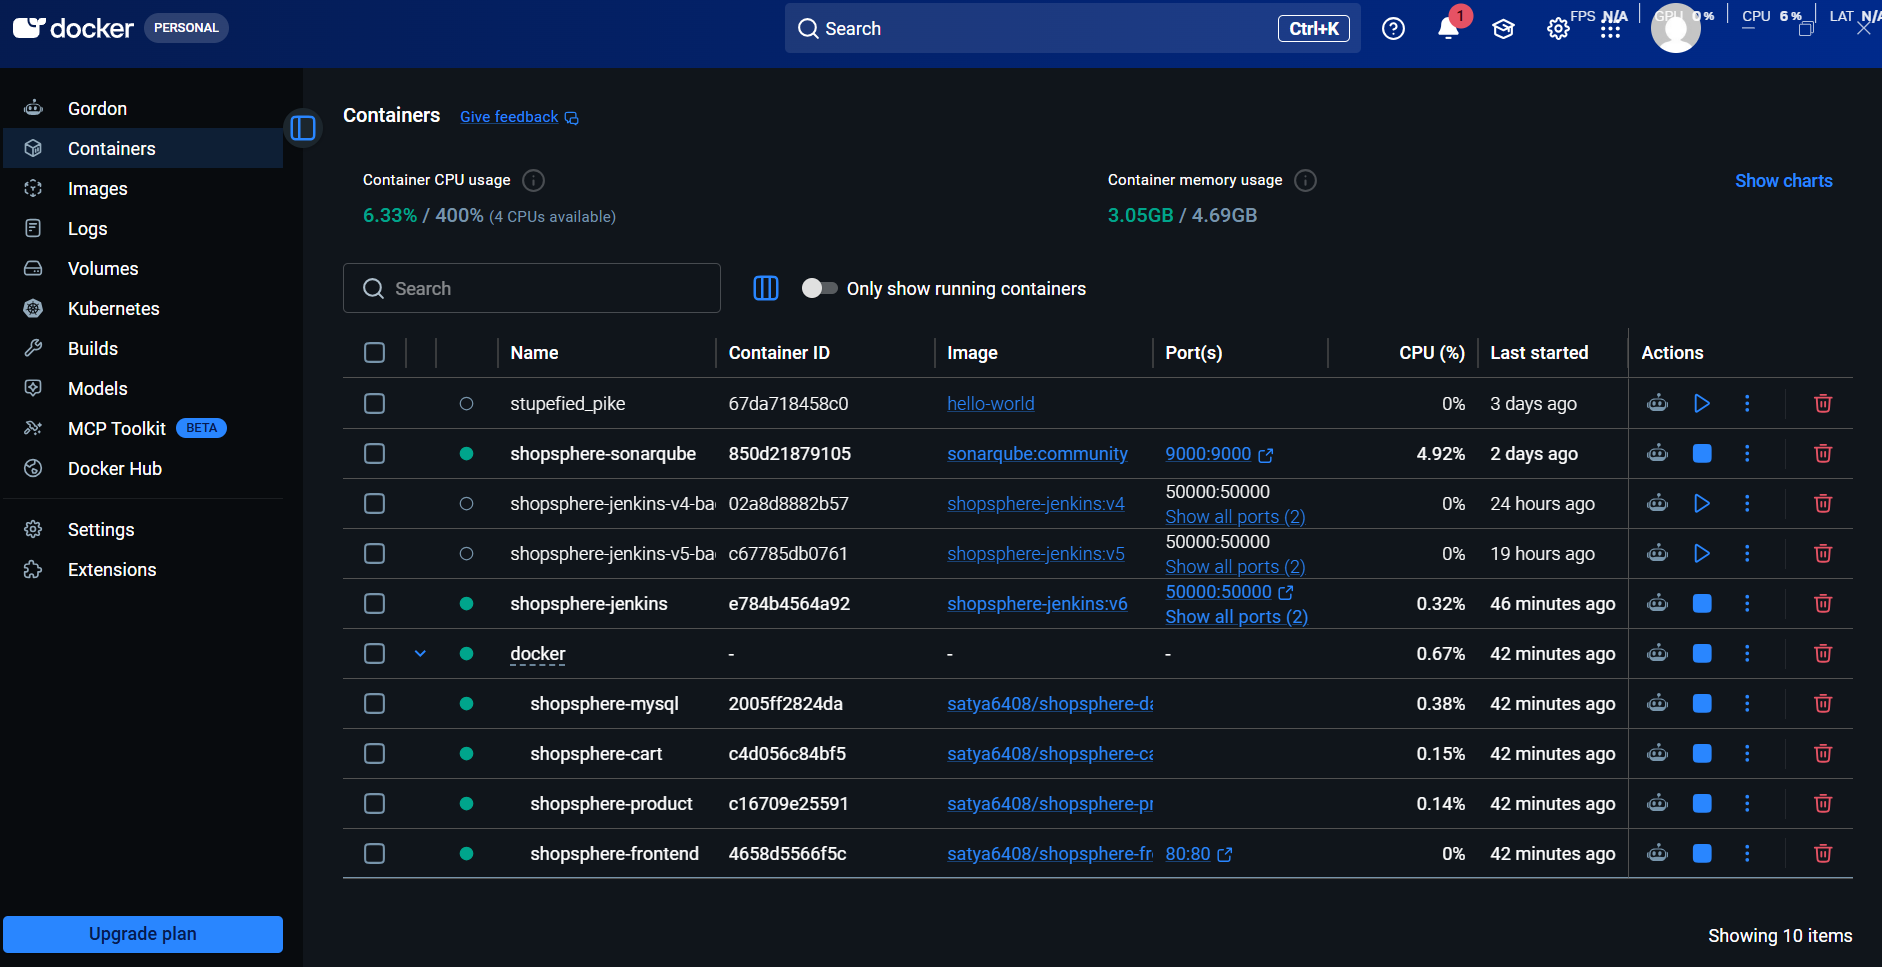 docker PERSONAL
Search Ctrl+K
1
FPS N/A GPU 0% CPU 6% LAT N/A
Gordon
Containers
Images
Logs
Volumes
Kubernetes
Builds
Models
MCP Toolkit BETA
Docker Hub
Settings
Extensions
Upgrade plan
Containers Give feedback
Container CPU usage
6.33% / 400% (4 CPUs available)
Container memory usage
3.05GB / 4.69GB
Show charts
Search
Only show running containers
Name Container ID Image Port(s) CPU (%) Last started Actions
stupefied_pike 67da718458c0 hello-world 0% 3 days ago
shopsphere-sonarqube 850d21879105 sonarqube:community 9000:9000 4.92% 2 days ago
shopsphere-jenkins-v4-ba 02a8d8882b57 shopsphere-jenkins:v4 50000:50000 0% 24 hours ago
Show all ports (2)
shopsphere-jenkins-v5-ba c67785db0761 shopsphere-jenkins:v5 50000:50000 0% 19 hours ago
Show all ports (2)
shopsphere-jenkins e784b4564a92 shopsphere-jenkins:v6 50000:50000 0.32% 46 minutes ago
Show all ports (2)
docker - - - 0.67% 42 minutes ago
shopsphere-mysql 2005ff2824da satya6408/shopsphere-da 0.38% 42 minutes ago
shopsphere-cart c4d056c84bf5 satya6408/shopsphere-ca 0.15% 42 minutes ago
shopsphere-product c16709e25591 satya6408/shopsphere-pr 0.14% 42 minutes ago
shopsphere-frontend 4658d5566f5c satya6408/shopsphere-fr 80:80 0% 42 minutes ago
Showing 10 items